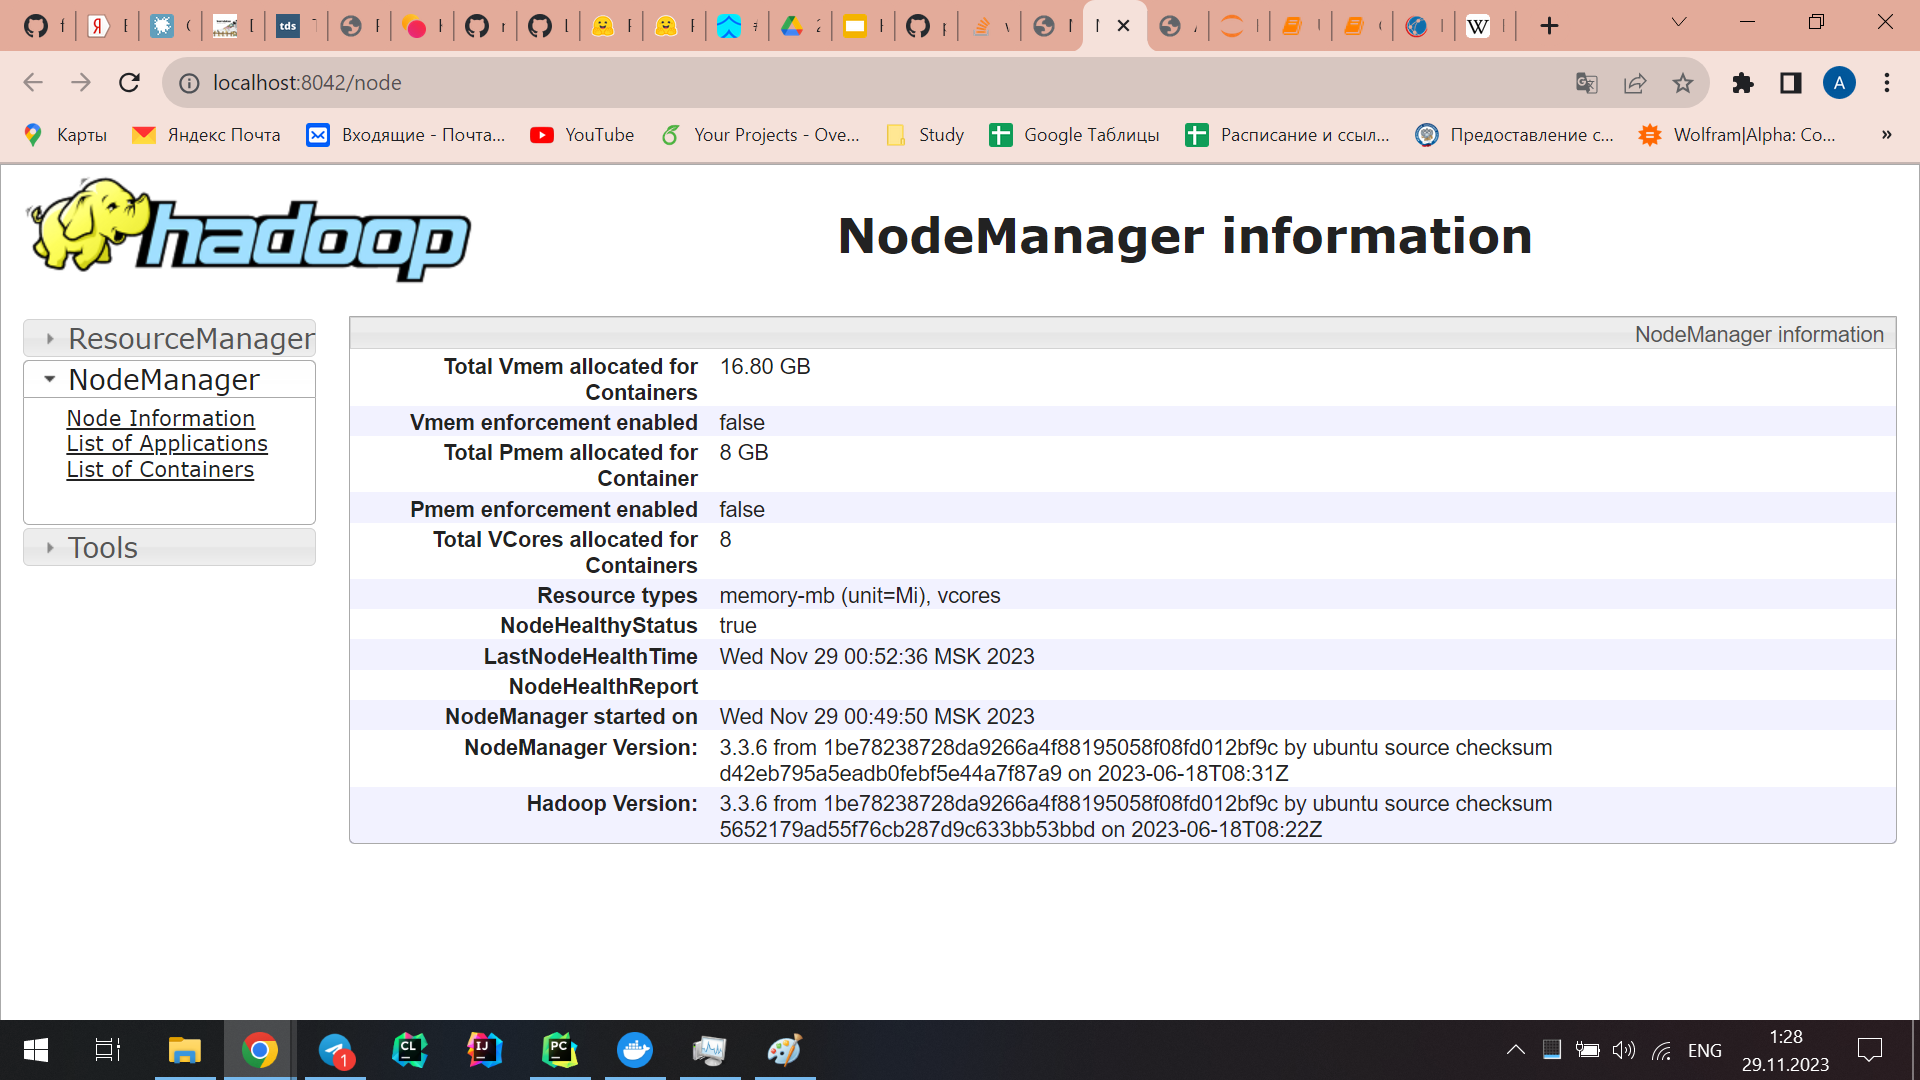 localhost:8042/node
Карты
Яндекс Почта
Входящие - Почта...
YouTube
Your Projects - Ove...
Study
Google Таблицы
Расписание и ссыл...
Предоставление с...
Wolfram|Alpha: Co...
»
hadoop
NodeManager information
ResourceManager
NodeManager
Node Information
List of Applications
List of Containers
Tools
NodeManager information
Total Vmem allocated for Containers 16.80 GB
Vmem enforcement enabled false
Total Pmem allocated for Container 8 GB
Pmem enforcement enabled false
Total VCores allocated for Containers 8
Resource types memory-mb (unit=Mi), vcores
NodeHealthyStatus true
LastNodeHealthTime Wed Nov 29 00:52:36 MSK 2023
NodeHealthReport
NodeManager started on Wed Nov 29 00:49:50 MSK 2023
NodeManager Version: 3.3.6 from 1be78238728da9266a4f88195058f08fd012bf9c by ubuntu source checksum
d42eb795a5eadb0febf5e44a7f87a9 on 2023-06-18T08:31Z
Hadoop Version: 3.3.6 from 1be78238728da9266a4f88195058f08fd012bf9c by ubuntu source checksum
5652179ad55f76cb287d9c633bb53bbd on 2023-06-18T08:22Z
ENG
1:28
29.11.2023